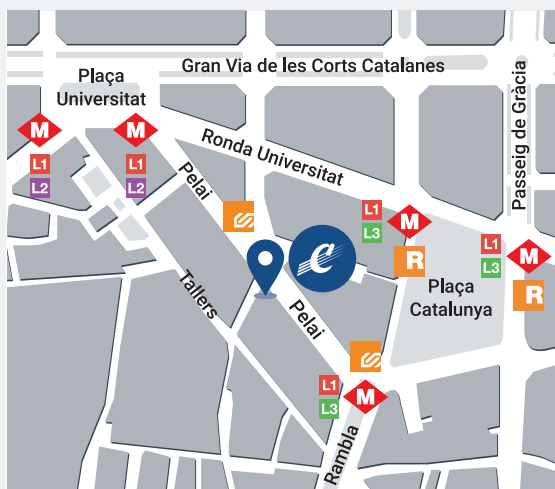 Gran Via de les Corts Catalanes
Plaça
Universitat
Passeig de Gràcia
M
L1
L2
M
L1
L2
Ronda Universitat
Pelai
L1
L3
M
R
L1
L3
M
R
C
Tallers
Pelai
Plaça
Catalunya
L1
L3
M
Rambla